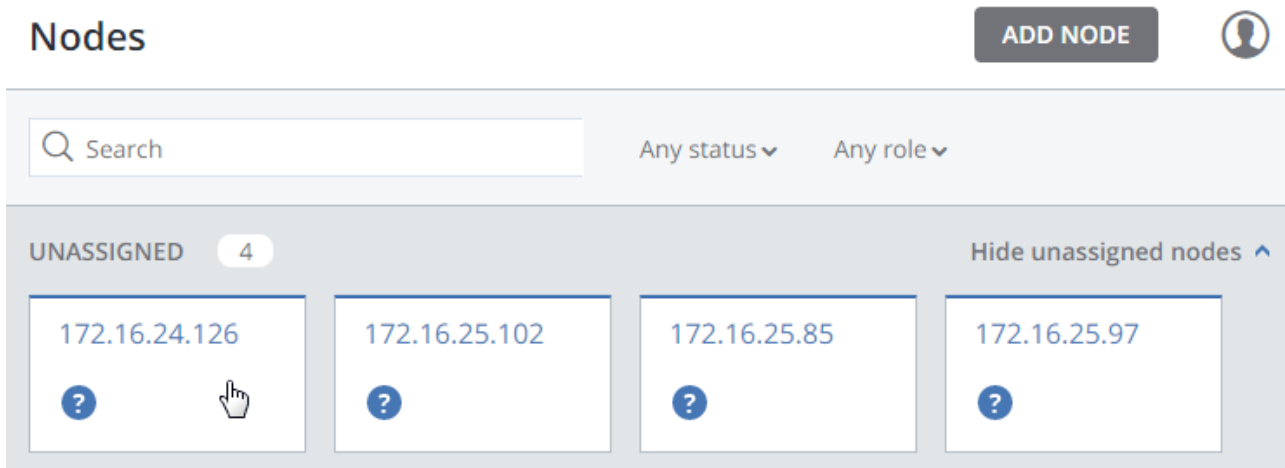 Nodes
ADD NODE
Search
Any status
Any role
UNASSIGNED 4
Hide unassigned nodes
172.16.24.126
172.16.25.102
172.16.25.85
172.16.25.97
?
?
?
?